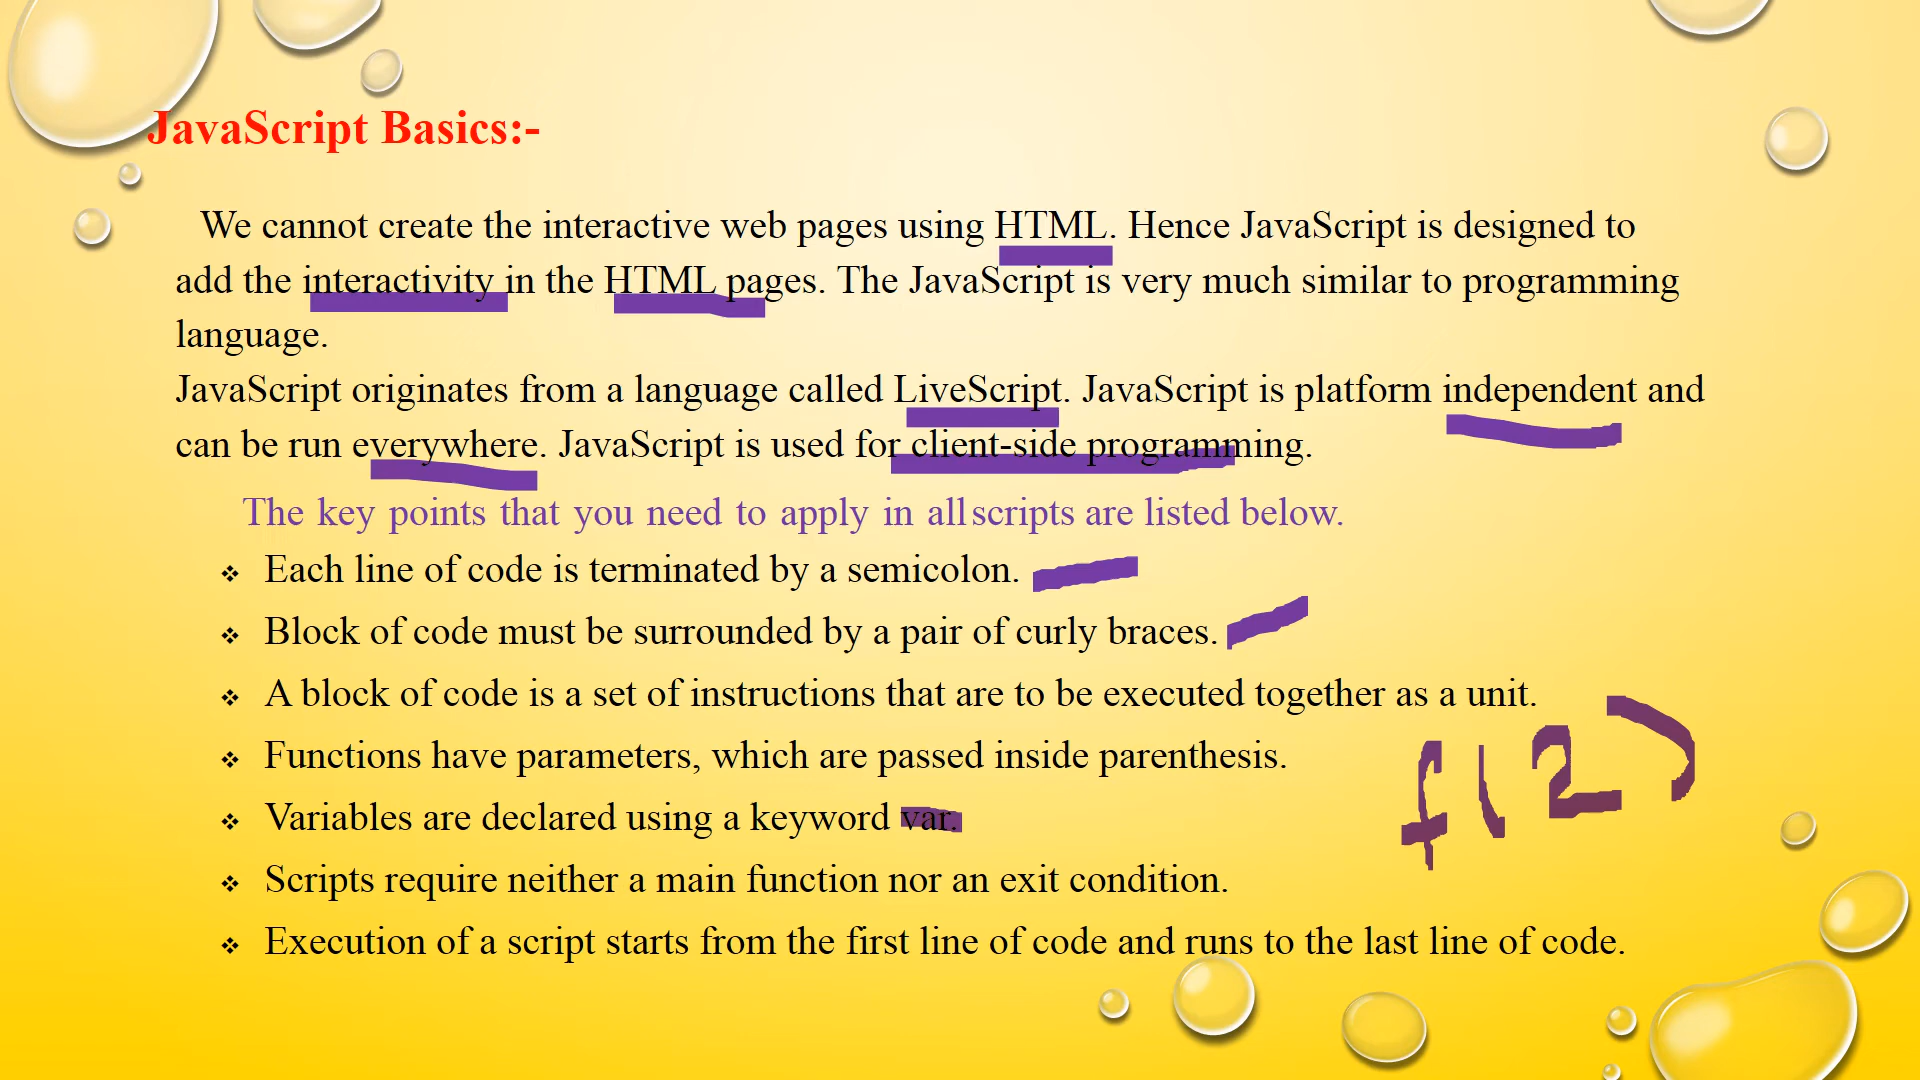 JavaScript Basics:-
We cannot create the interactive web pages using HTML. Hence JavaScript is designed to
add the interactivity in the HTML pages. The JavaScript is very much similar to programming
language.
JavaScript originates from a language called LiveScript. JavaScript is platform independent and
can be run everywhere. JavaScript is used for client-side programming.
The key points that you need to apply in all scripts are listed below.
❖ Each line of code is terminated by a semicolon.
❖ Block of code must be surrounded by a pair of curly braces.
❖ A block of code is a set of instructions that are to be executed together as a unit.
❖ Functions have parameters, which are passed inside parenthesis.
f(2)
❖ Variables are declared using a keyword var.
❖ Scripts require neither a main function nor an exit condition.
❖ Execution of a script starts from the first line of code and runs to the last line of code.